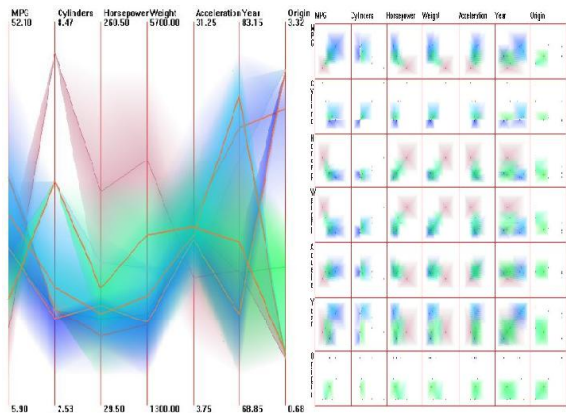 MPG Cylinders Horsepower Weight Acceleration Year Origin
52.10 8.47 260.50 5700.00 31.25 83.15 3.32
5.90 2.53 29.50 1300.00 3.75 68.85 0.68
MPG Cylinders Horsepower Weight Acceleration Year Origin